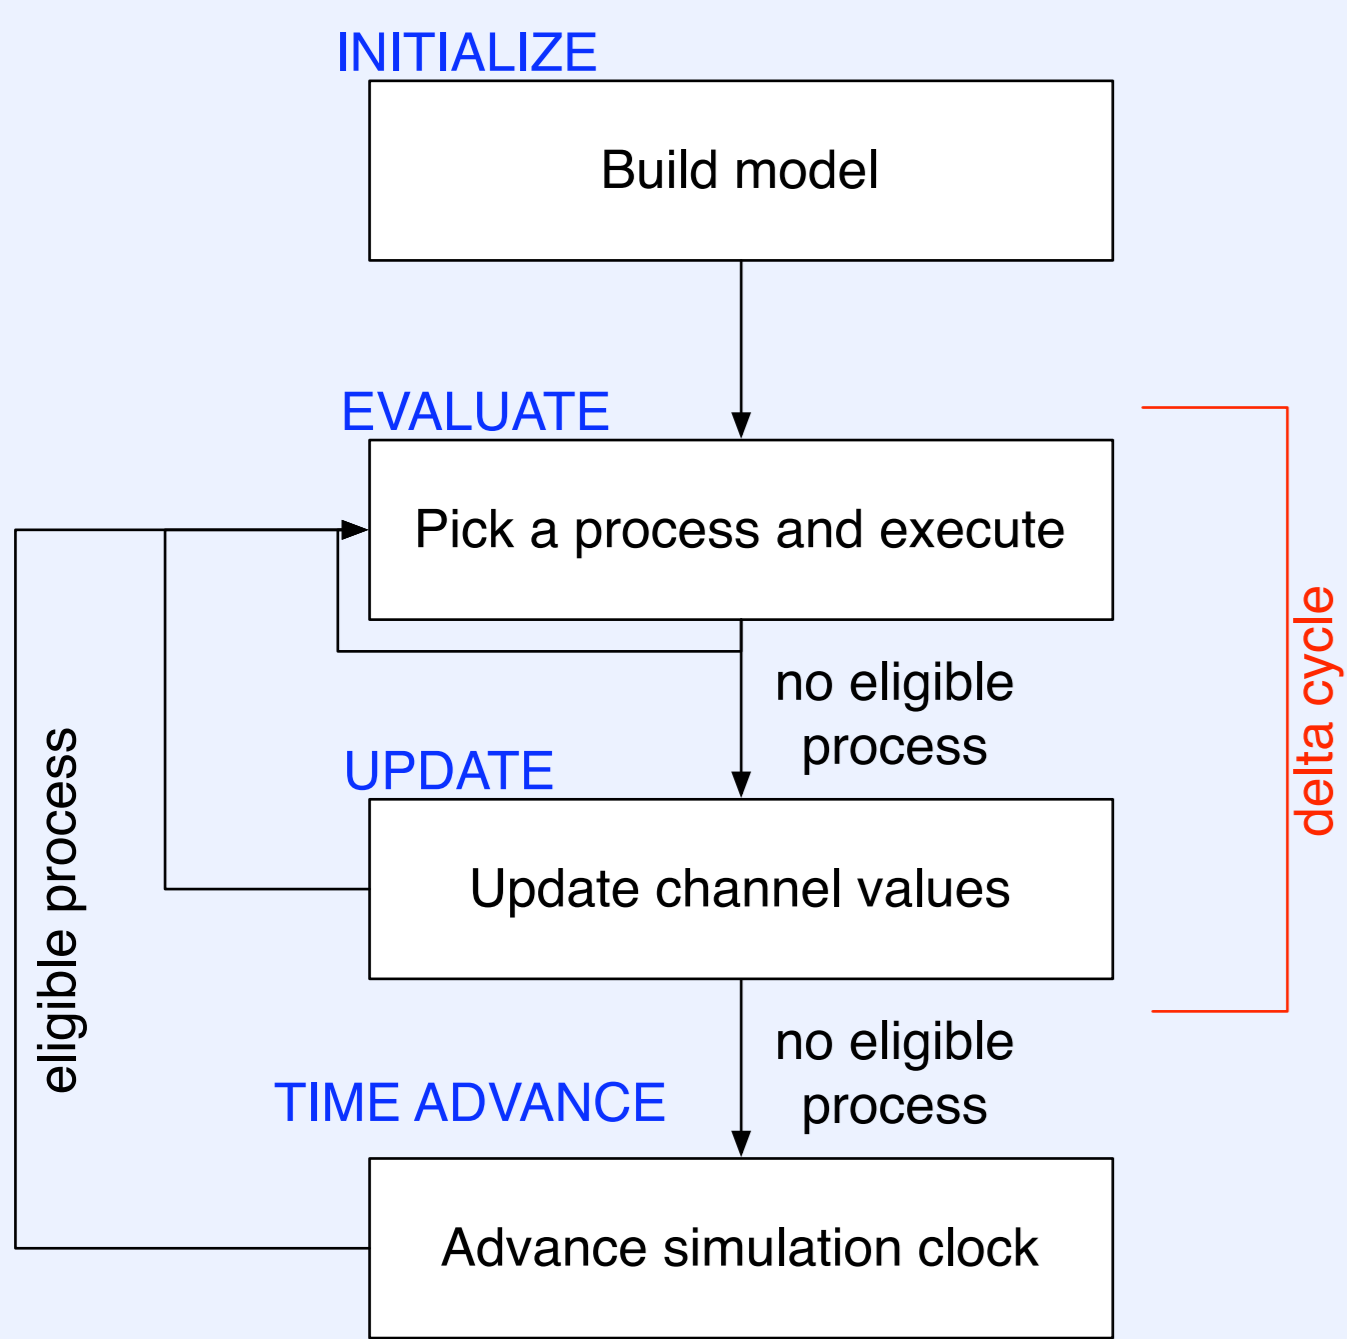 INITIALIZE
Build model
EVALUATE
Pick a process and execute
no eligible
process
UPDATE
Update channel values
no eligible
process
TIME ADVANCE
Advance simulation clock
eligible process
delta cycle